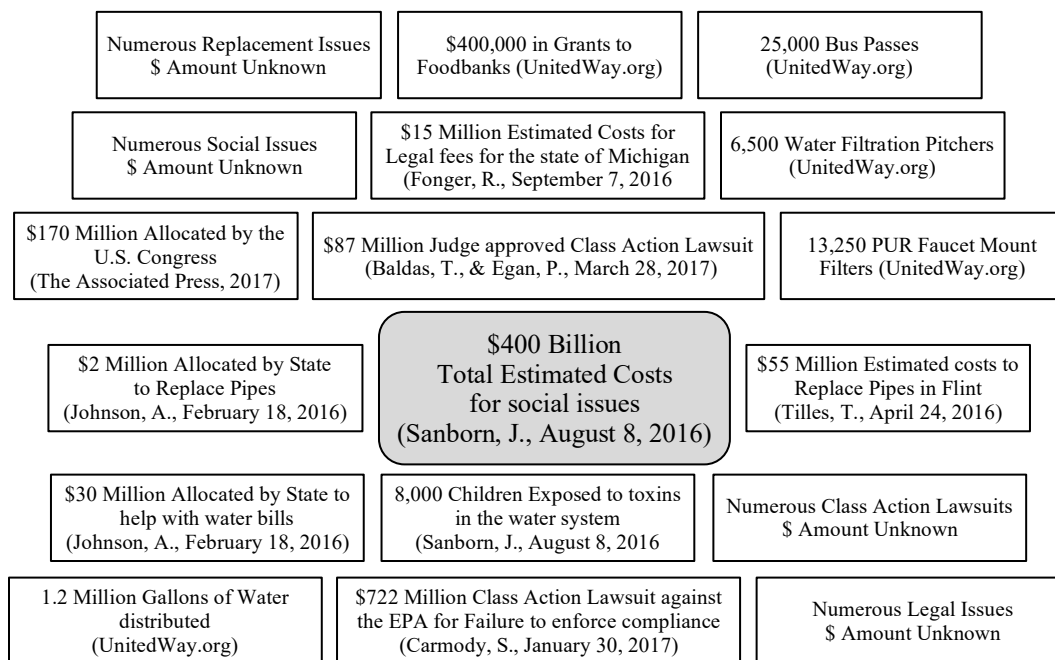 Numerous Replacement Issues
$ Amount Unknown
$400,000 in Grants to
Foodbanks (UnitedWay.org)
25,000 Bus Passes
(UnitedWay.org)
Numerous Social Issues
$ Amount Unknown
$15 Million Estimated Costs for
Legal fees for the state of Michigan
(Fonger, R., September 7, 2016
6,500 Water Filtration Pitchers
(UnitedWay.org)
$170 Million Allocated by the
U.S. Congress
(The Associated Press, 2017)
$87 Million Judge approved Class Action Lawsuit
(Baldas, T., & Egan, P., March 28, 2017)
13,250 PUR Faucet Mount
Filters (UnitedWay.org)
$2 Million Allocated by State
to Replace Pipes
(Johnson, A., February 18, 2016)
$400 Billion
Total Estimated Costs
for social issues
(Sanborn, J., August 8, 2016)
$55 Million Estimated costs to
Replace Pipes in Flint
(Tilles, T., April 24, 2016)
$30 Million Allocated by State to
help with water bills
(Johnson, A., February 18, 2016)
8,000 Children Exposed to toxins
in the water system
(Sanborn, J., August 8, 2016
Numerous Class Action Lawsuits
$ Amount Unknown
1.2 Million Gallons of Water
distributed
(UnitedWay.org)
$722 Million Class Action Lawsuit against
the EPA for Failure to enforce compliance
(Carmody, S., January 30, 2017)
Numerous Legal Issues
$ Amount Unknown